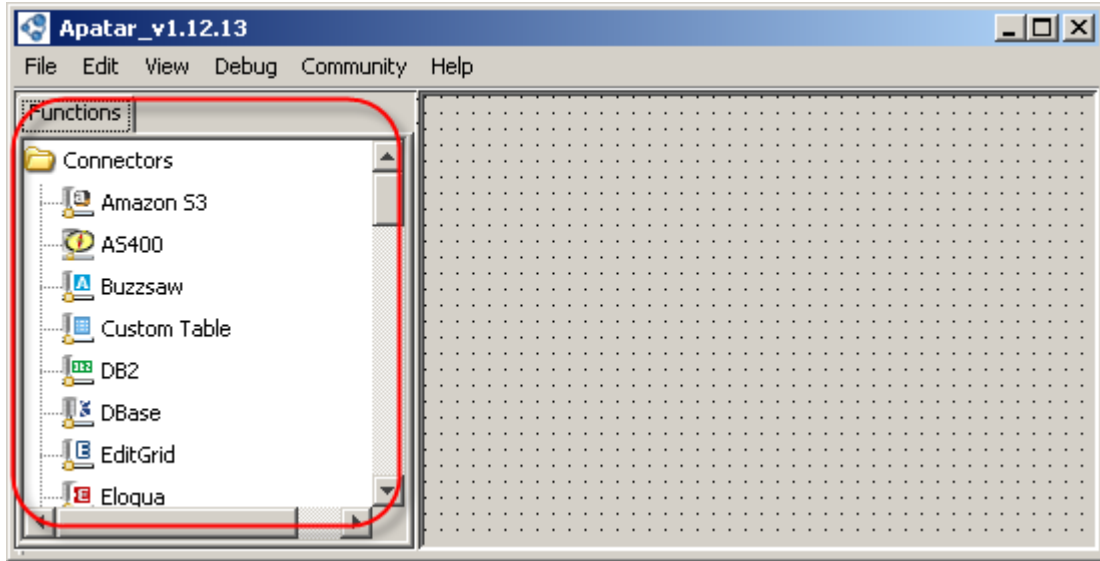 Apatar_v1.12.13
File Edit View Debug Community Help
Functions
Connectors
Amazon S3
AS400
Buzzsaw
Custom Table
DB2
DBase
EditGrid
Eloqua